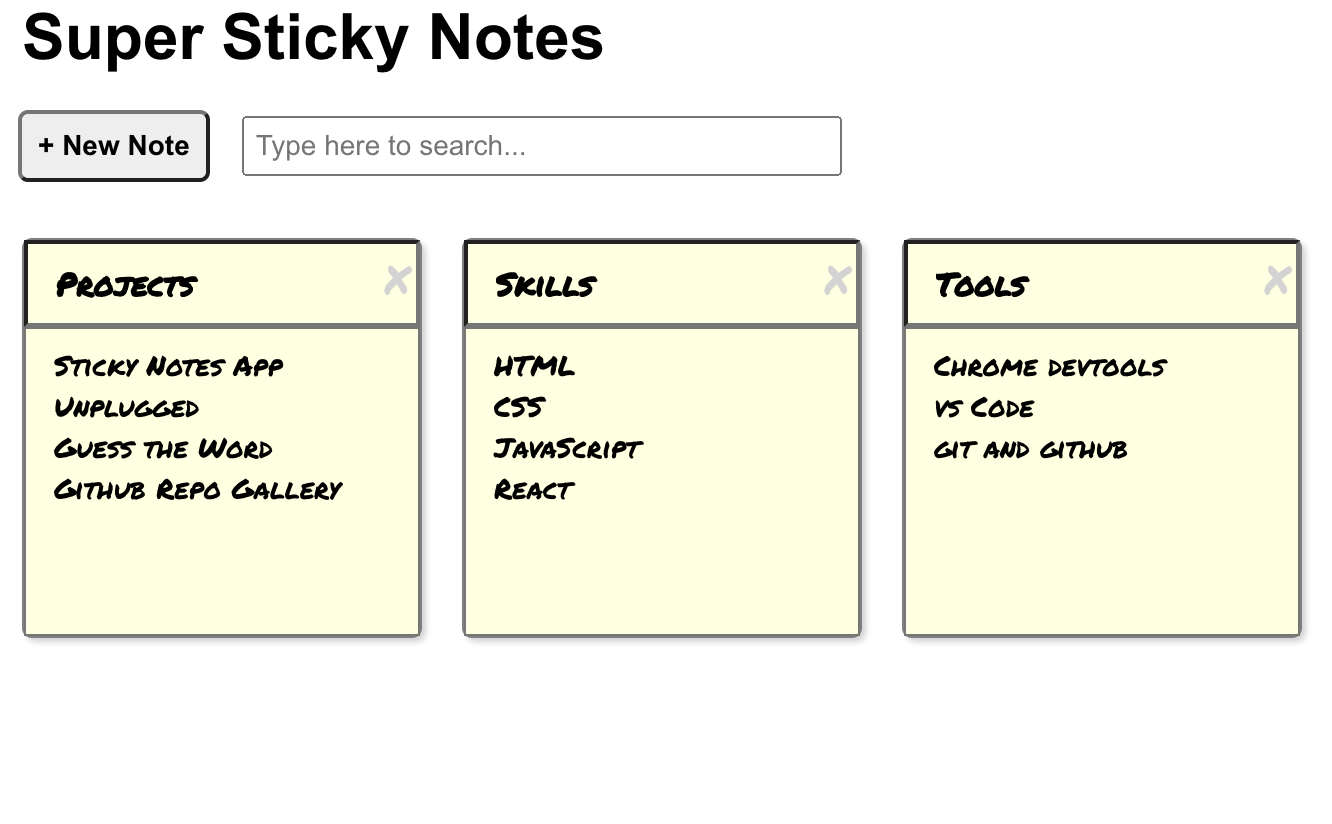 Super Sticky Notes
+ New Note
Type here to search...
Projects
✘
Sticky Notes App
Unplugged
Guess the Word
Github Repo Gallery
Skills
✘
HTML
CSS
JavaScript
React
Tools
✘
Chrome devtools
vs Code
git and github